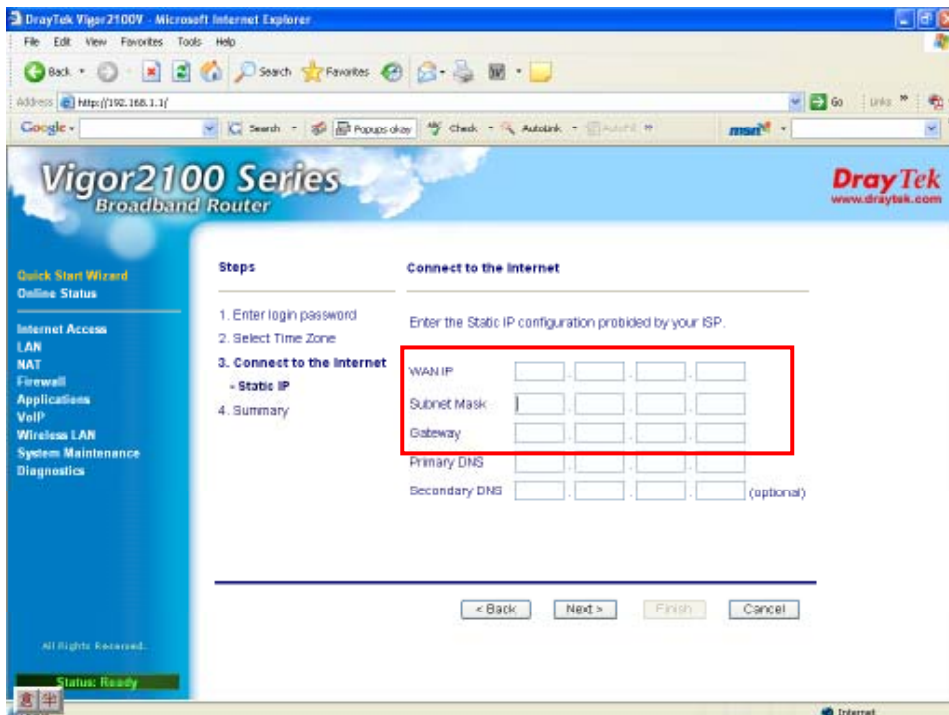 DrayTek Vigor2100V - Microsoft Internet Explorer
File Edit View Favorites Tools Help
Back Search Favorites
Address http://192.168.1.1/ Go Links »
Google Search Popups okay Check AutoLink AutoFill » msn
Vigor2100 Series
Broadband Router
DrayTek
www.draytek.com
Quick Start Wizard
Online Status
Internet Access
LAN
NAT
Firewall
Applications
VoIP
Wireless LAN
System Maintenance
Diagnostics
All Rights Reserved.
Status: Ready
Steps
1. Enter login password
2. Select Time Zone
3. Connect to the Internet
- Static IP
4. Summary
Connect to the Internet
Enter the Static IP configuration probided by your ISP.
WAN IP . . .
Subnet Mask . . .
Gateway . . .
Primary DNS . . .
Secondary DNS . . . (optional)
< Back Next > Finish Cancel
倉 半
Internet